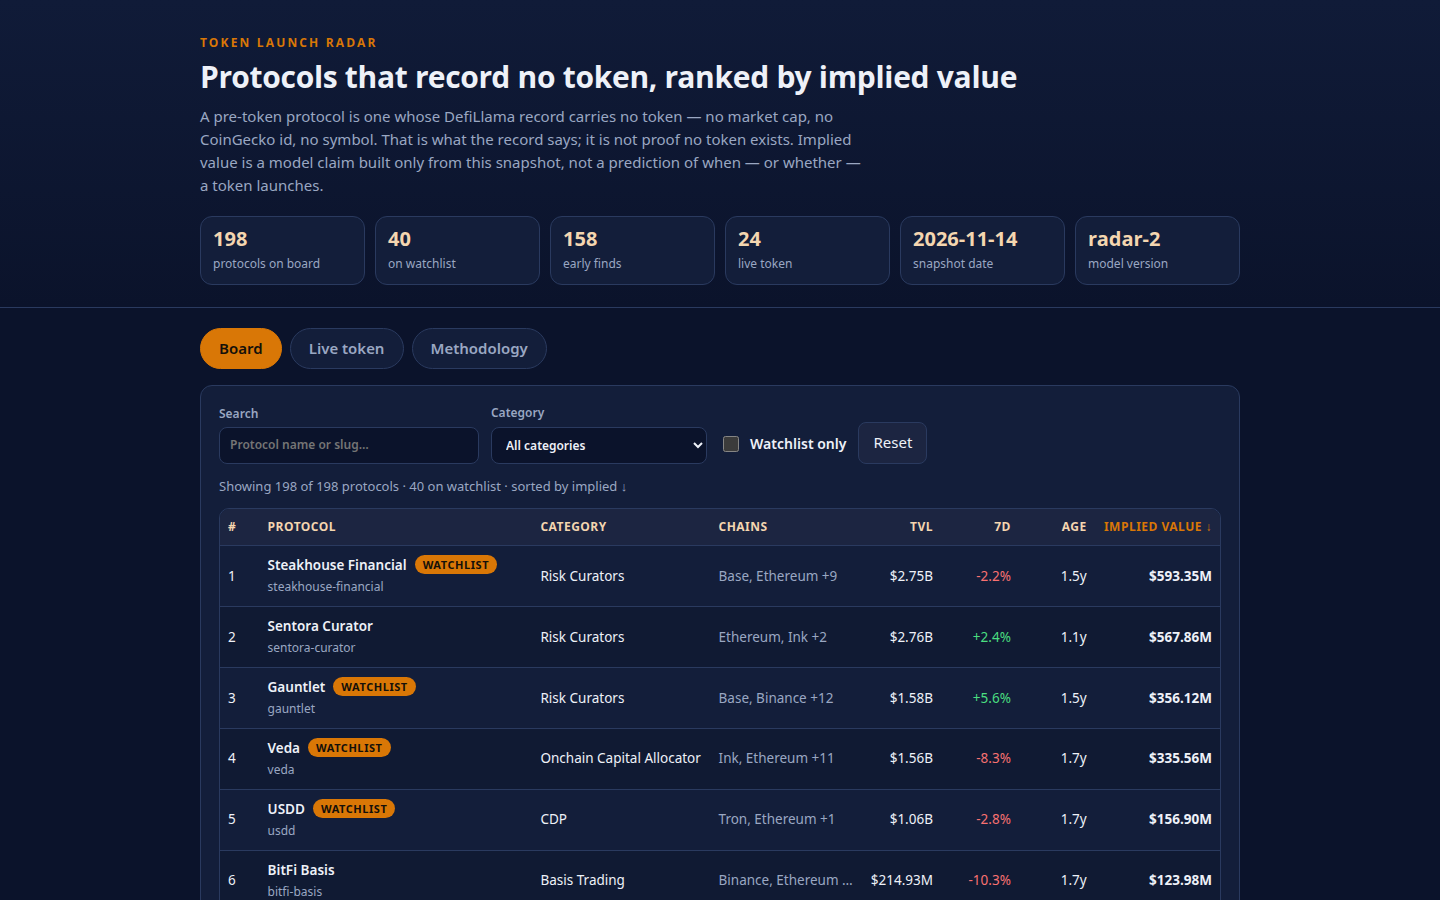 TOKEN LAUNCH RADAR
Protocols that record no token, ranked by implied value
A pre-token protocol is one whose DefiLlama record carries no token — no market cap, no
CoinGecko id, no symbol. That is what the record says; it is not proof no token exists. Implied
value is a model claim built only from this snapshot, not a prediction of when — or whether —
a token launches.
198
protocols on board
40
on watchlist
158
early finds
24
live token
2026-11-14
snapshot date
radar-2
model version
Board
Live token
Methodology
Search
Category
Protocol name or slug...
All categories
Watchlist only
Reset
Showing 198 of 198 protocols · 40 on watchlist · sorted by implied ↓
# PROTOCOL CATEGORY CHAINS TVL 7D AGE IMPLIED VALUE ↓
1 Steakhouse Financial WATCHLIST Risk Curators Base, Ethereum +9 $2.75B -2.2% 1.5y $593.35M
steakhouse-financial
2 Sentora Curator Risk Curators Ethereum, Ink +2 $2.76B +2.4% 1.1y $567.86M
sentora-curator
3 Gauntlet WATCHLIST Risk Curators Base, Binance +12 $1.58B +5.6% 1.5y $356.12M
gauntlet
4 Veda WATCHLIST Onchain Capital Allocator Ink, Ethereum +11 $1.56B -8.3% 1.7y $335.56M
veda
5 USDD WATCHLIST CDP Tron, Ethereum +1 $1.06B -2.8% 1.7y $156.90M
usdd
6 BitFi Basis Basis Trading Binance, Ethereum ... $214.93M -10.3% 1.7y $123.98M
bitfi-basis